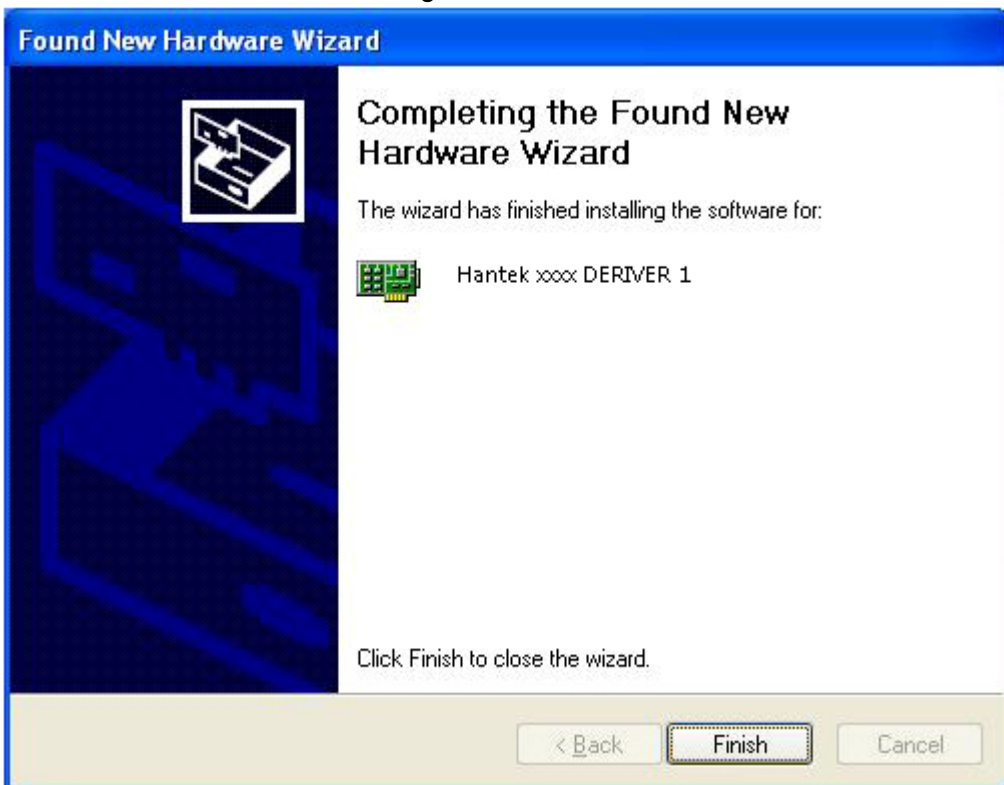 Found New Hardware Wizard
Completing the Found New
Hardware Wizard
The wizard has finished installing the software for:
Hantek xxxx DERIVER 1
Click Finish to close the wizard.
< Back Finish Cancel